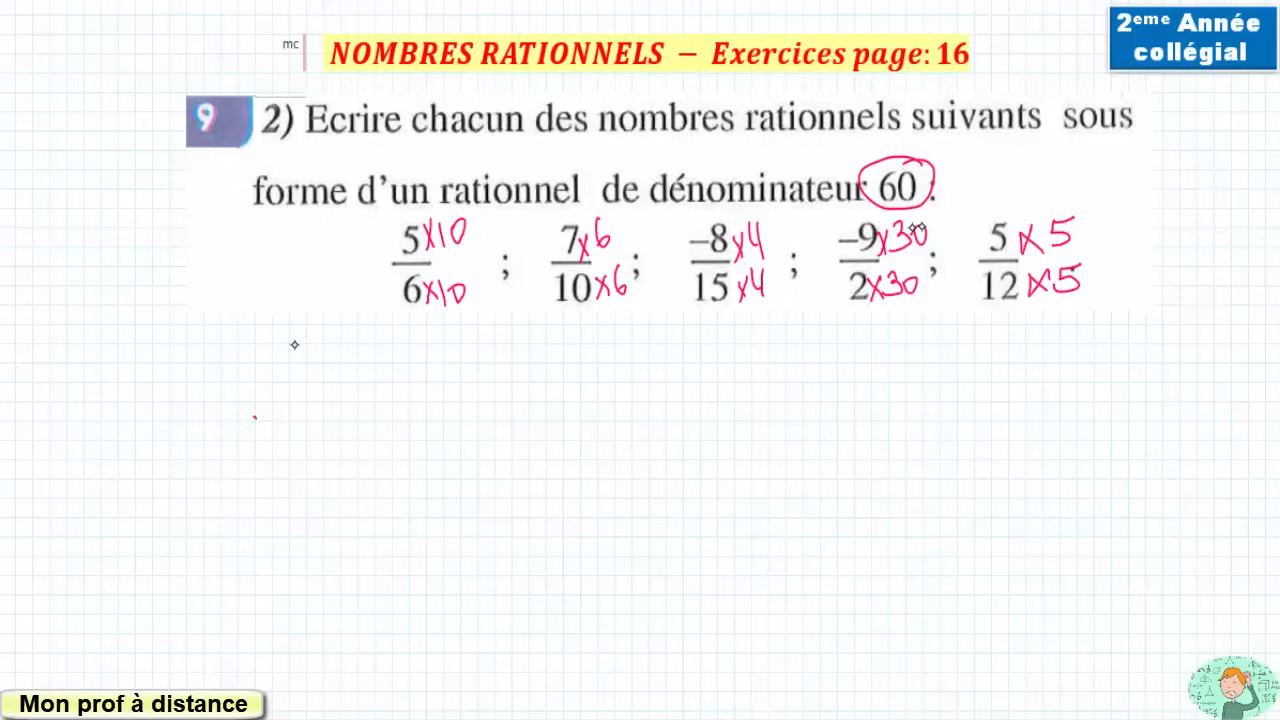 2eme Année
collégial
mc
NOMBRES RATIONNELS – Exercices page: 16
9 2) Ecrire chacun des nombres rationnels suivants sous
forme d'un rationnel de dénominateur 60 :
5×10 ; 7×6 ; –8×4 ; –9×30 ; 5×5
6×10 10×6 15×4 2×30 12×5
Mon prof à distance